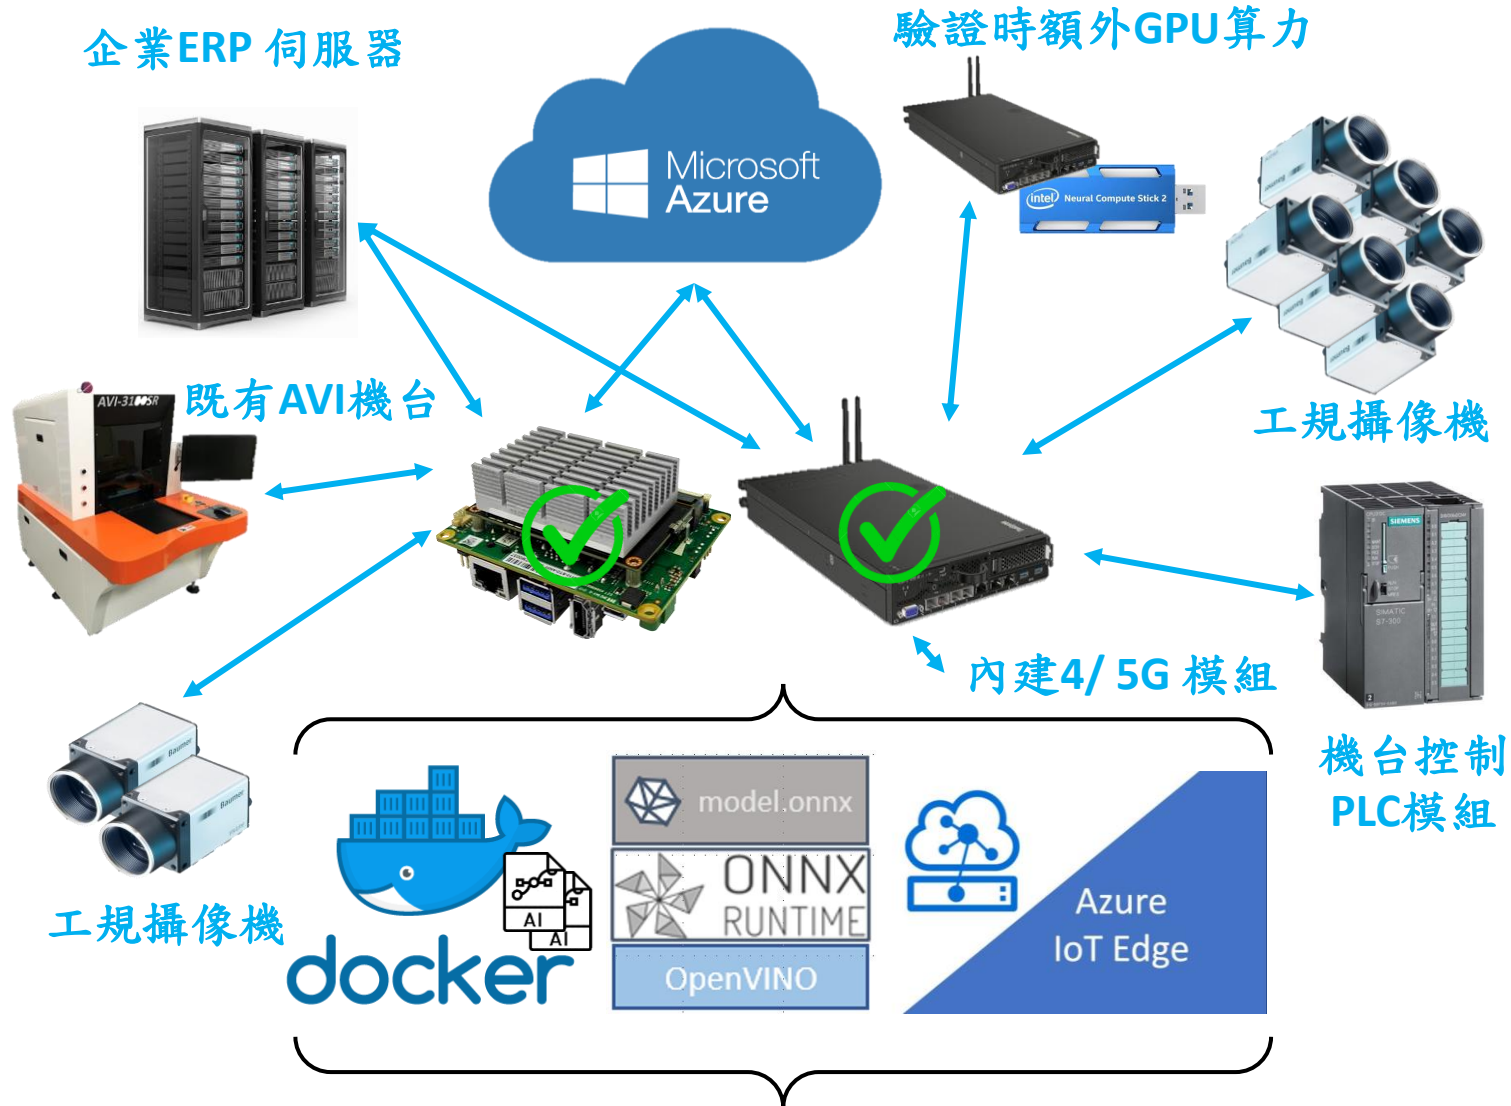 企業ERP 伺服器
驗證時額外GPU算力
Microsoft
Azure
intel Neural Compute Stick 2
既有AVI機台
工規攝像機
SIEMENS
SIMATIC
S7-300
內建4/ 5G 模組
機台控制
PLC模組
Baumer
Baumer
工規攝像機
model.onnx
ONNX
RUNTIME
OpenVINO
AI
AI
docker
Azure
IoT Edge